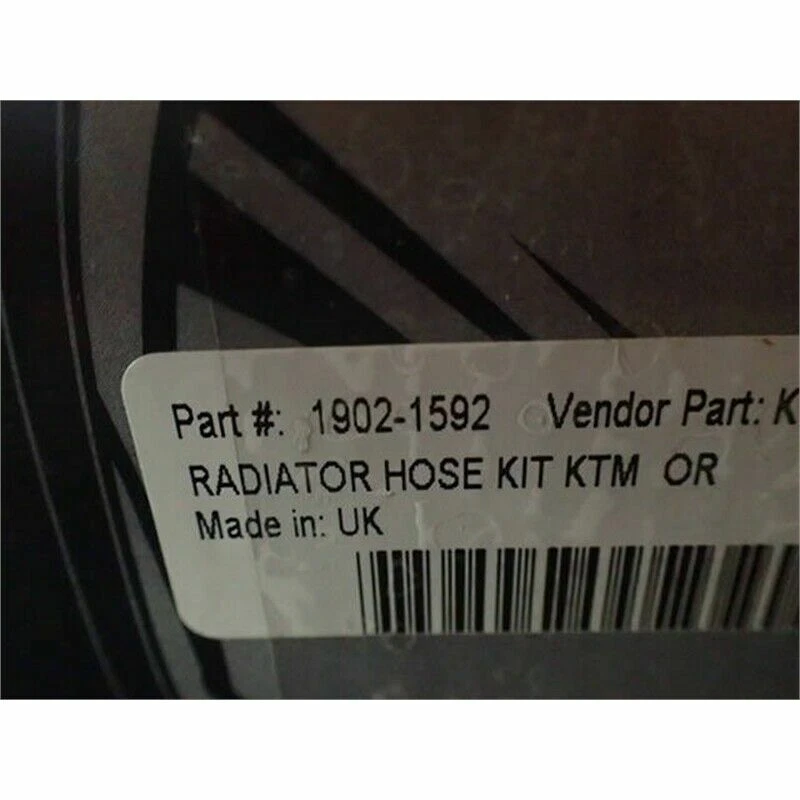 Part #: 1902-1592 Vendor Part: K
RADIATOR HOSE KIT KTM OR
Made in: UK